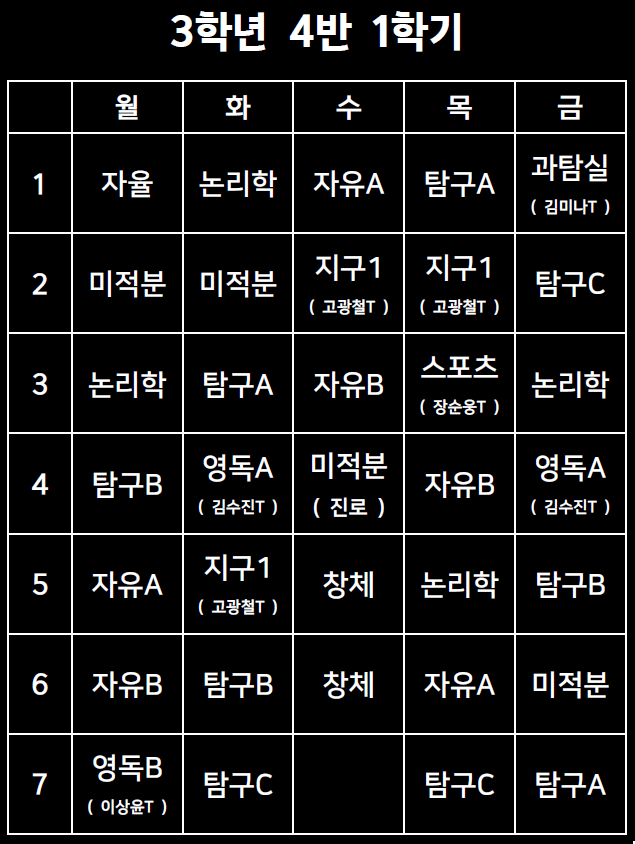 3학년 4반 1학기
월 화 수 목 금
1 자율 논리학 자유A 탐구A 과탐실
( 김미나T )
2 미적분 미적분 지구1 지구1 탐구C
( 고광철T ) ( 고광철T )
3 논리학 탐구A 자유B 스포츠 논리학
( 장순웅T )
4 탐구B 영독A 미적분 자유B 영독A
( 김수진T ) ( 진로 ) ( 김수진T )
5 자유A 지구1 창체 논리학 탐구B
( 고광철T )
6 자유B 탐구B 창체 자유A 미적분
7 영독B 탐구C 탐구C 탐구A
( 이상윤T )